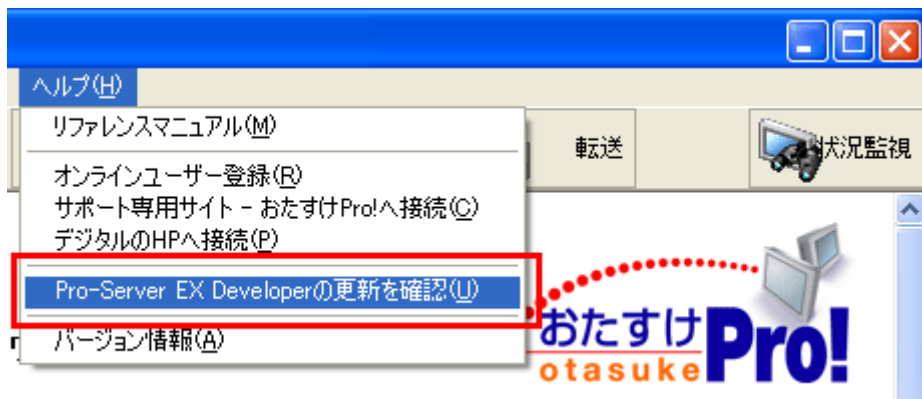 ヘルプ(H)
リファレンスマニュアル(M)
転送
状況監視
オンラインユーザー登録(R)
サポート専用サイト - おたすけPro!へ接続(C)
デジタルのHPへ接続(P)
Pro-Server EX Developerの更新を確認(U)
バージョン情報(A)
おたすけPro!
otasuke